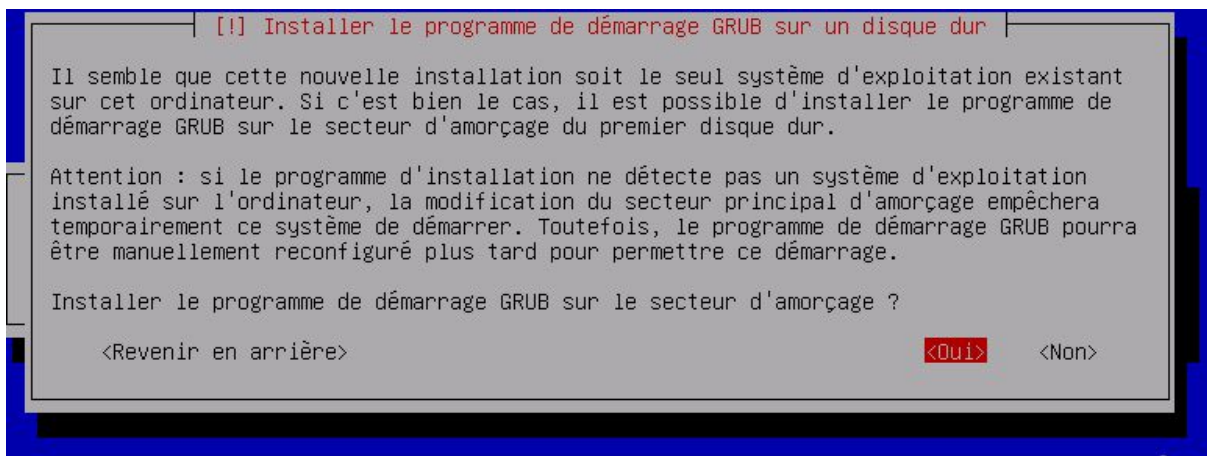 [!] Installer le programme de démarrage GRUB sur un disque dur
Il semble que cette nouvelle installation soit le seul système d'exploitation existant
sur cet ordinateur. Si c'est bien le cas, il est possible d'installer le programme de
démarrage GRUB sur le secteur d'amorçage du premier disque dur.
Attention : si le programme d'installation ne détecte pas un système d'exploitation
installé sur l'ordinateur, la modification du secteur principal d'amorçage empêchera
temporairement ce système de démarrer. Toutefois, le programme de démarrage GRUB pourra
être manuellement reconfiguré plus tard pour permettre ce démarrage.
Installer le programme de démarrage GRUB sur le secteur d'amorçage ?
<Revenir en arrière> <Oui> <Non>